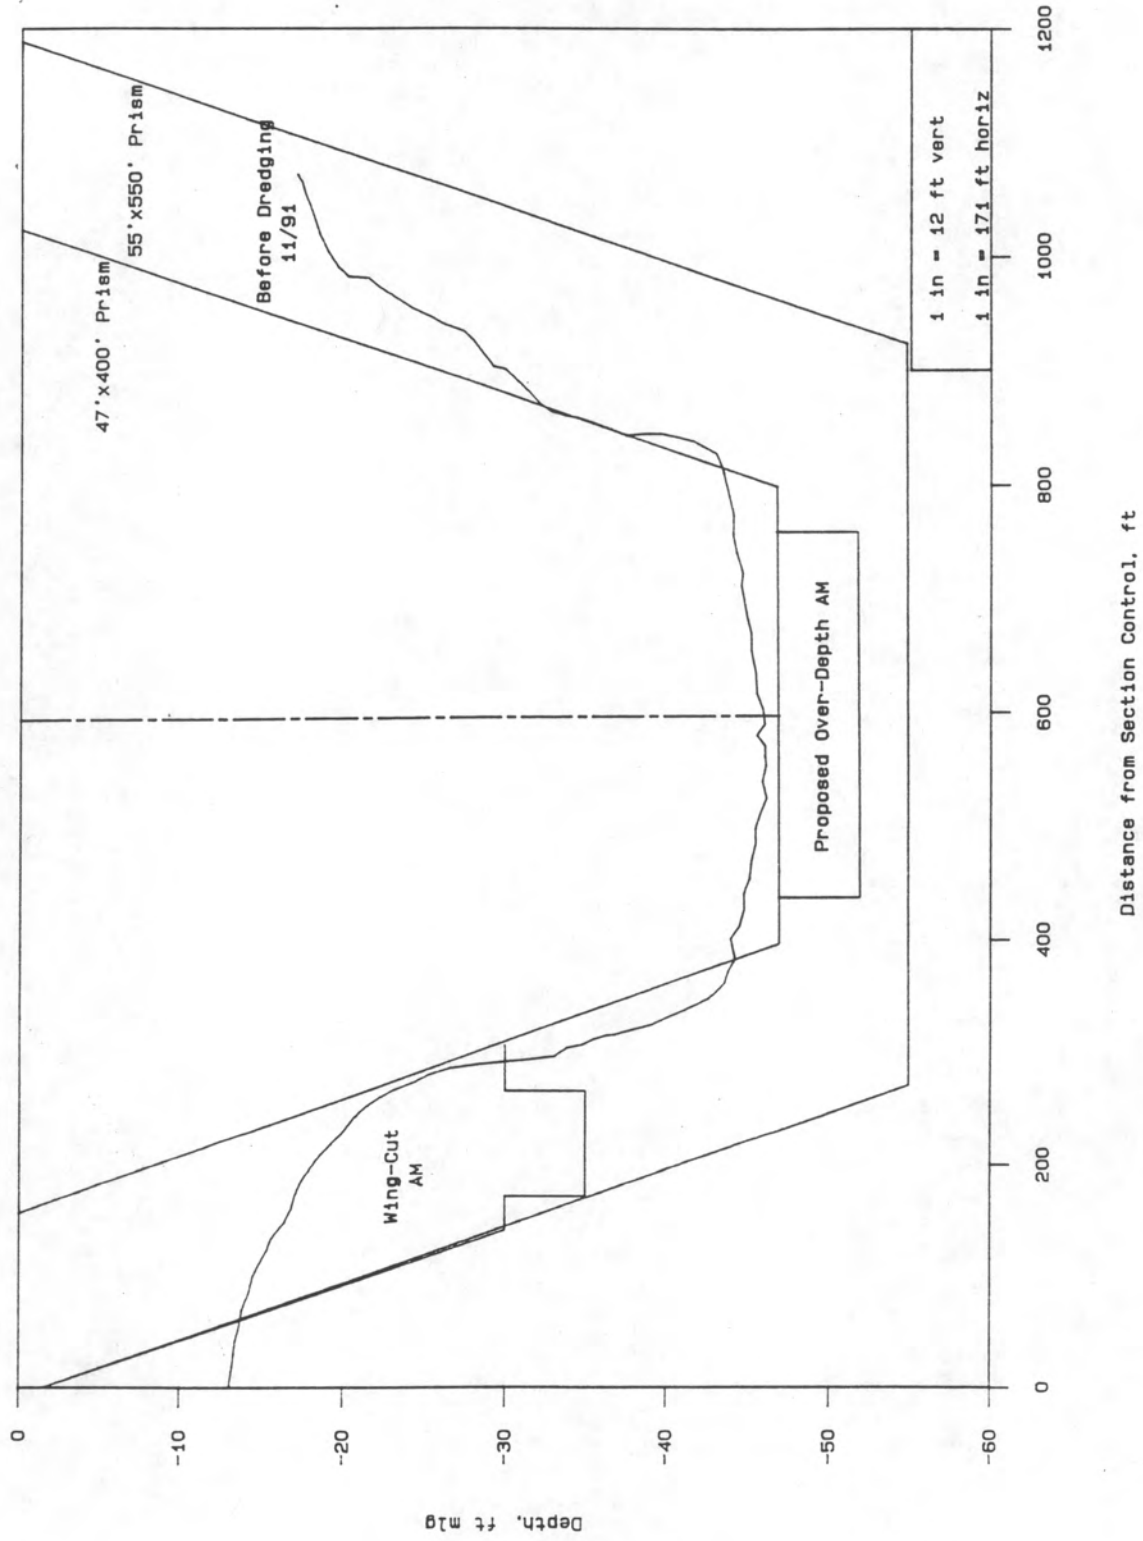 0
-10
-20
-30
-40
-50
-60
Depth, ft mlg
47'x400' Prism
55'x550' Prism
Before Dredging
11/91
Wing-Cut
AM
Proposed Over-Depth AM
1 in = 12 ft vert
1 in = 171 ft horiz
0
200
400
600
800
1000
1200
Distance from Section Control, ft